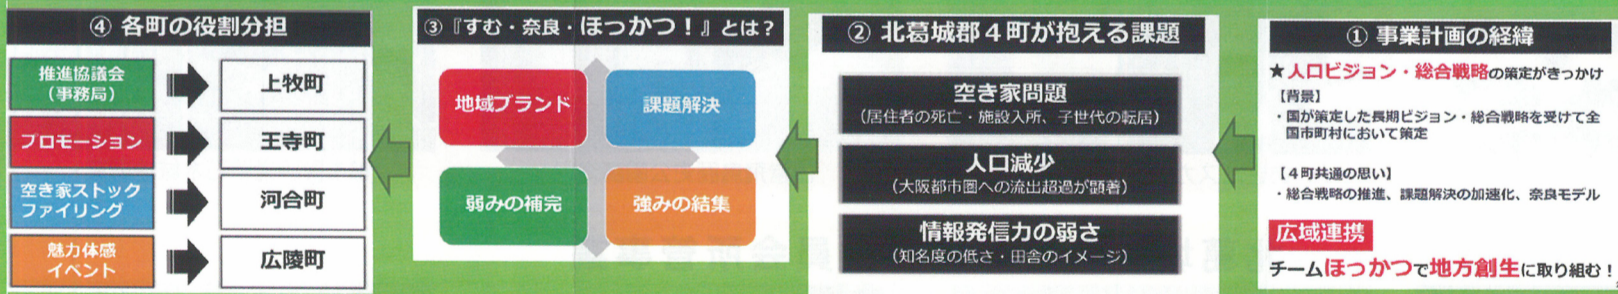 ① 事業計画の経緯
★人口ビジョン・総合戦略の策定がきっかけ
【背景】
・国が策定した長期ビジョン・総合戦略を受けて全
国市町村において策定
【4町共通の思い】
・総合戦略の推進、課題解決の加速化、奈良モデル
広域連携
チームほっかつで地方創生に取り組む！
② 北葛城郡４町が抱える課題
空き家問題
（居住者の死亡・施設入所、子世代の転居）
人口減少
（大阪都市圏への流出超過が顕著）
情報発信力の弱さ
（知名度の低さ・田舎のイメージ）
③『すむ・奈良・ほっかつ！』とは？
地域ブランド
課題解決
弱みの補完
強みの結集
④ 各町の役割分担
推進協議会
（事務局）
上牧町
プロモーション
王寺町
空き家ストック
ファイリング
河合町
魅力体感
イベント
広陵町